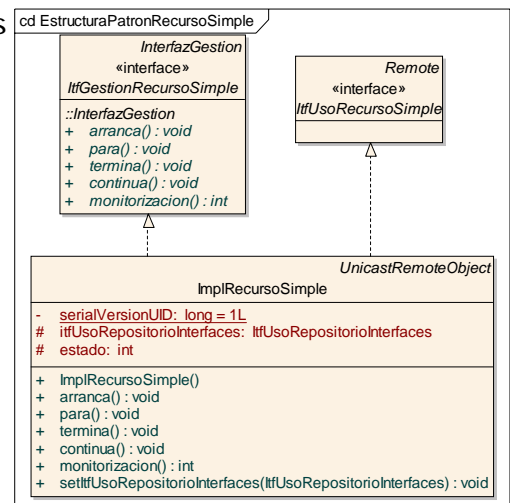 s
cd EstructuraPatronRecursoSimple
InterfazGestion
«interface»
ItfGestionRecursoSimple
::InterfazGestion
+ arranca() : void
+ para() : void
+ termina() : void
+ continua() : void
+ monitorizacion() : int
Remote
«interface»
ItfUsoRecursoSimple
UnicastRemoteObject
ImplRecursoSimple
- serialVersionUID: long = 1L
# itfUsoRepositorioInterfaces: ItfUsoRepositorioInterfaces
# estado: int
+ ImplRecursoSimple()
+ arranca() : void
+ para() : void
+ termina() : void
+ continua() : void
+ monitorizacion() : int
+ setItfUsoRepositorioInterfaces(ItfUsoRepositorioInterfaces) : void